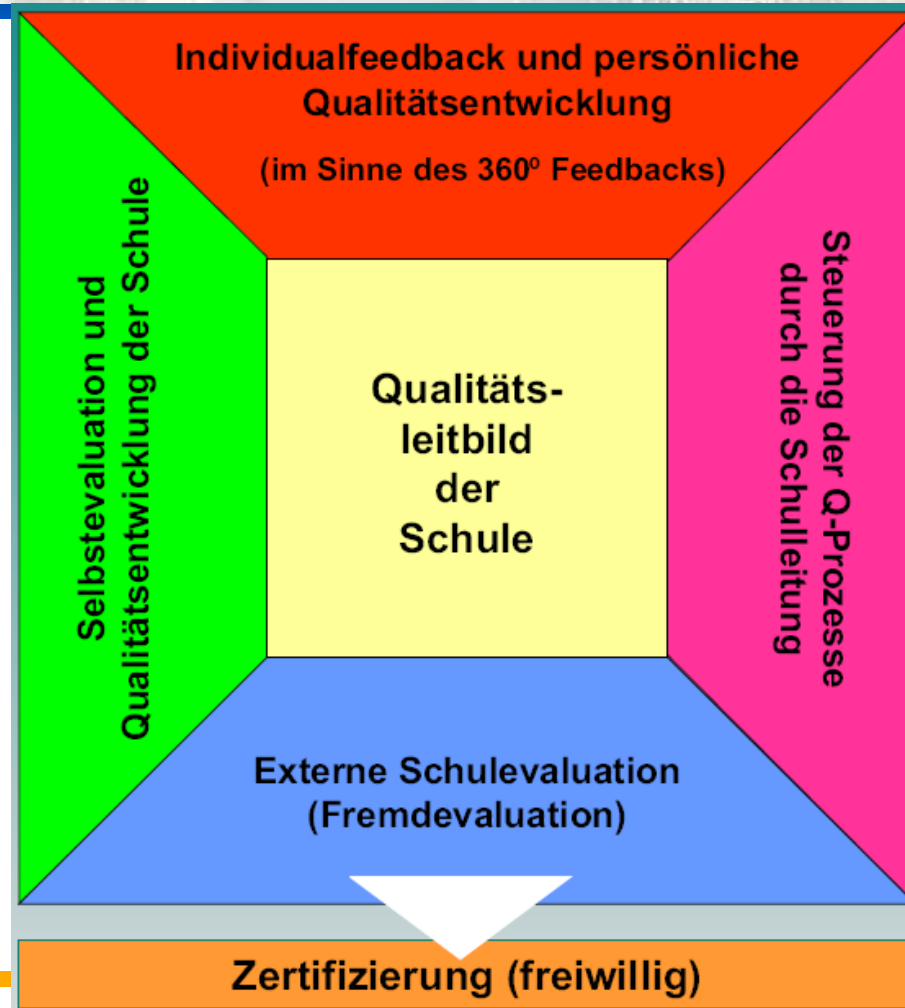 Individualfeedback und persönliche
Qualitätsentwicklung
(im Sinne des 360º Feedbacks)
Selbstevaluation und
Qualitätsentwicklung der Schule
Qualitäts-
leitbild
der
Schule
Steuerung der Q-Prozesse
durch die Schulleitung
Externe Schulevaluation
(Fremdevaluation)
Zertifizierung (freiwillig)